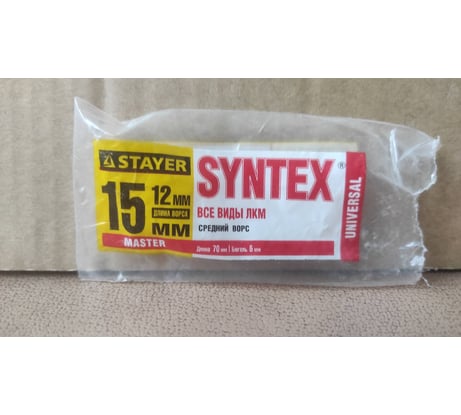 STAYER
15 ММ
12 ММ
ДЛИНА ВОРСА
MASTER
SYNTEX®
ВСЕ ВИДЫ ЛКМ
СРЕДНИЙ ВОРС
Длина 70 мм | Бюгель 6 мм
UNIVERSAL